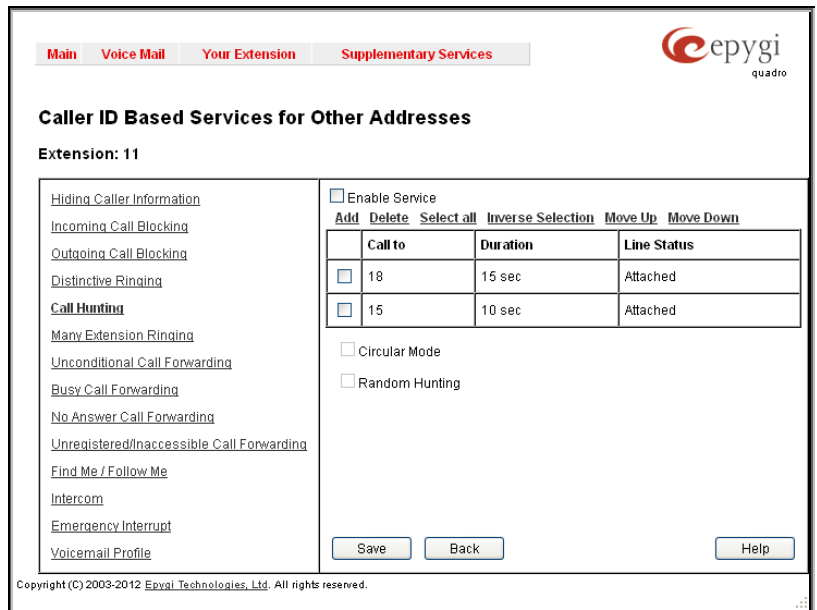 Main Voice Mail Your Extension Supplementary Services
epygi
quadro
Caller ID Based Services for Other Addresses
Extension: 11
Hiding Caller Information
Incoming Call Blocking
Outgoing Call Blocking
Distinctive Ringing
Call Hunting
Many Extension Ringing
Unconditional Call Forwarding
Busy Call Forwarding
No Answer Call Forwarding
Unregistered/Inaccessible Call Forwarding
Find Me / Follow Me
Intercom
Emergency Interrupt
Voicemail Profile
Enable Service
Add Delete Select all Inverse Selection Move Up Move Down
Call to Duration Line Status
18 15 sec Attached
15 10 sec Attached
Circular Mode
Random Hunting
Save Back Help
Copyright (C) 2003-2012 Epygi Technologies, Ltd. All rights reserved.